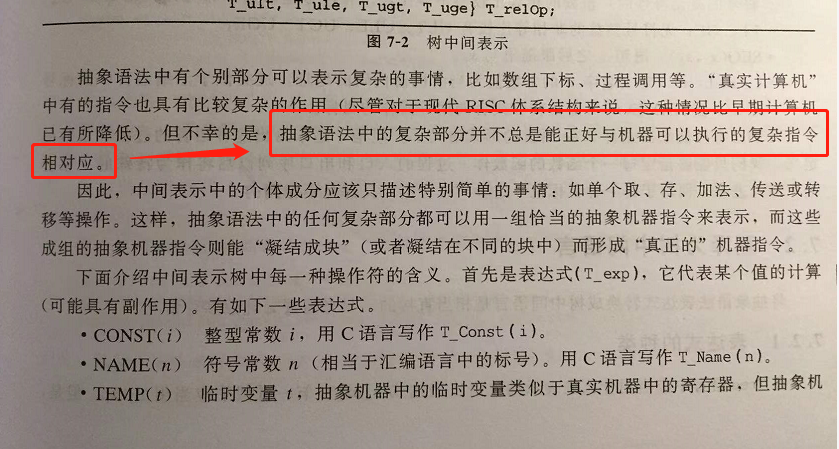 T_ult, T_ule, T_ugt, T_uge} T_relOp;
图 7-2 树中间表示
抽象语法中有个别部分可以表示复杂的事情，比如数组下标、过程调用等。“真实计算机”
中有的指令也具有比较复杂的作用（尽管对于现代 RISC 体系结构来说，这种情况比早期计算机
已有所降低）。但不幸的是，抽象语法中的复杂部分并不总是能正好与机器可以执行的复杂指令
相对应。
因此，中间表示中的个体成分应该只描述特别简单的事情：如单个取、存、加法、传送或转
移等操作。这样，抽象语法中的任何复杂部分都可以用一组恰当的抽象机器指令来表示，而这些
成组的抽象机器指令则能“凝结成块”（或者凝结在不同的块中）而形成“真正的”机器指令。
下面介绍中间表示树中每一种操作符的含义。首先是表达式(T_exp)，它代表某个值的计算
（可能具有副作用）。有如下一些表达式。
• CONST(i) 整型常数 i，用 C 语言写作 T_Const(i)。
• NAME(n) 符号常数 n（相当于汇编语言中的标号）。用 C 语言写作 T_Name(n)。
• TEMP(t) 临时变量 t，抽象机器中的临时变量类似于真实机器中的寄存器，但抽象机